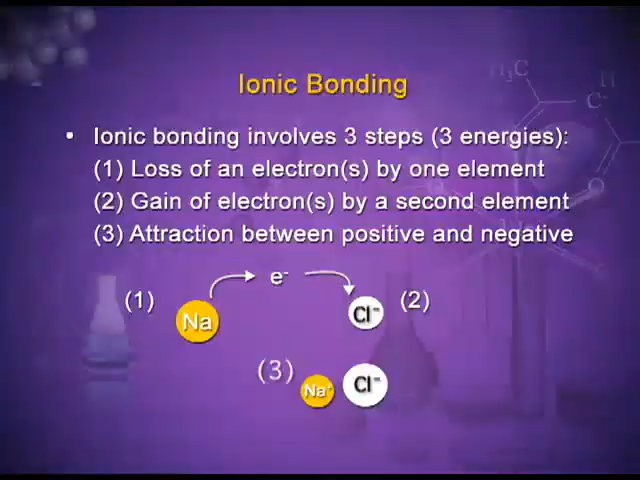 Ionic Bonding
• Ionic bonding involves 3 steps (3 energies):
(1) Loss of an electron(s) by one element
(2) Gain of electron(s) by a second element
(3) Attraction between positive and negative
(1) Na e⁻ Cl⁻ (2)
(3) Na⁺ Cl⁻
H₃C
H
C
O